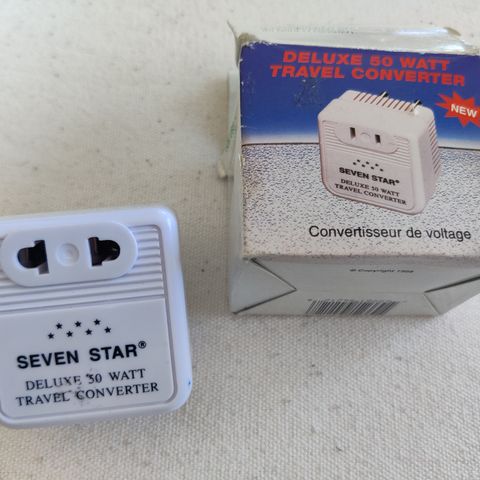 DELUXE 50 WATT
TRAVEL CONVERTER
NEW
SEVEN STAR®
DELUXE 50 WATT
TRAVEL CONVERTER
Convertisseur de voltage
© Copyright
SEVEN STAR®
DELUXE 50 WATT
TRAVEL CONVERTER